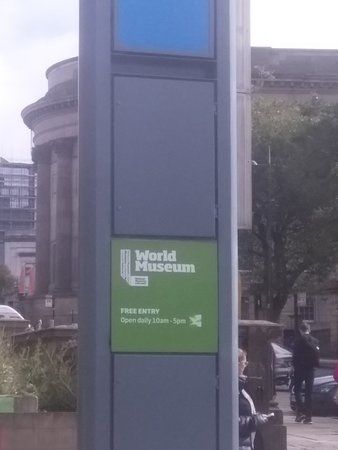 World
Museum
FREE ENTRY
Open daily 10am - 5pm